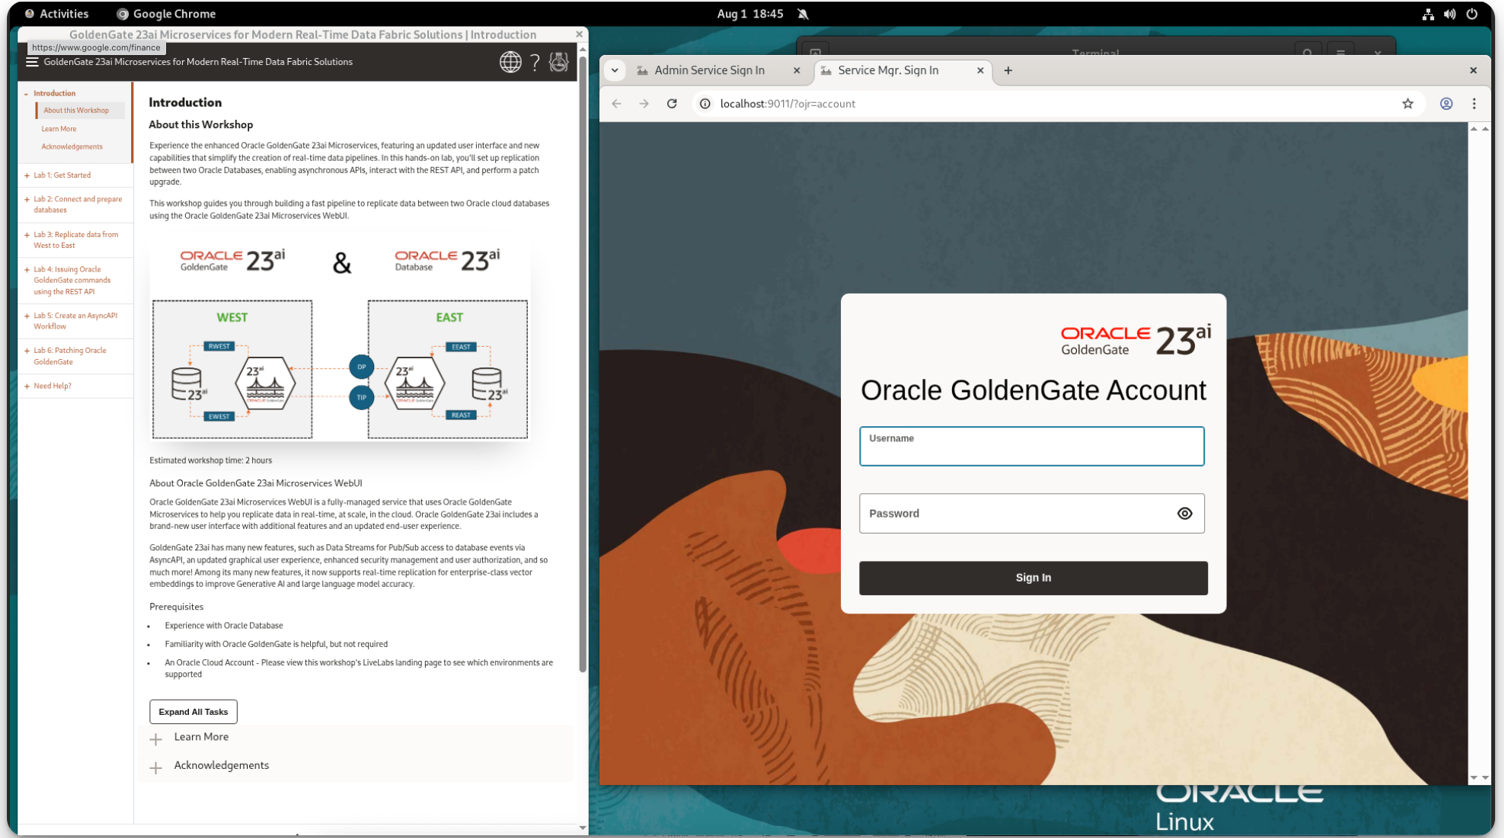 Activities
Google Chrome
Aug 1 18:45
GoldenGate 23ai Microservices for Modern Real-Time Data Fabric Solutions | Introduction
https://www.google.com/finance
GoldenGate 23ai Microservices for Modern Real-Time Data Fabric Solutions
?
- Introduction
About this Workshop
Learn More
Acknowledgements
+ Lab 1: Get Started
+ Lab 2: Connect and prepare
databases
+ Lab 3: Replicate data from
West to East
+ Lab 4: Issuing Oracle
GoldenGate commands
using the REST API
+ Lab 5: Create an AsyncAPI
Workflow
+ Lab 6: Patching Oracle
GoldenGate
+ Need Help?
Introduction
About this Workshop
Experience the enhanced Oracle GoldenGate 23ai Microservices, featuring an updated user interface and new
capabilities that simplify the creation of real-time data pipelines. In this hands-on lab, you'll set up replication
between two Oracle Databases, enabling asynchronous APIs, interact with the REST API, and perform a patch
upgrade.
This workshop guides you through building a fast pipeline to replicate data between two Oracle cloud databases
using the Oracle GoldenGate 23ai Microservices WebUI.
ORACLE 23ai
GoldenGate
&
ORACLE 23ai
Database
WEST
EAST
RWEST
EEAST
23ai
23ai
ORACLE GoldenGate
DP
TIP
23ai
ORACLE GoldenGate
23ai
EWEST
REAST
Estimated workshop time: 2 hours
About Oracle GoldenGate 23ai Microservices WebUI
Oracle GoldenGate 23ai Microservices WebUI is a fully-managed service that uses Oracle GoldenGate
Microservices to help you replicate data in real-time, at scale, in the cloud. Oracle GoldenGate 23ai includes a
brand-new user interface with additional features and an updated end-user experience.
GoldenGate 23ai has many new features, such as Data Streams for Pub/Sub access to database events via
AsyncAPI, an updated graphical user experience, enhanced security management and user authorization, and so
much more! Among its many new features, it now supports real-time replication for enterprise-class vector
embeddings to improve Generative AI and large language model accuracy.
Prerequisites
• Experience with Oracle Database
• Familiarity with Oracle GoldenGate is helpful, but not required
• An Oracle Cloud Account - Please view this workshop's LiveLabs landing page to see which environments are
supported
Expand All Tasks
Learn More
Acknowledgements
Terminal
Admin Service Sign In
Service Mgr. Sign In
localhost:9011/?ojr=account
ORACLE 23ai
GoldenGate
Oracle GoldenGate Account
Username
Password
Sign In
ORACLE
Linux